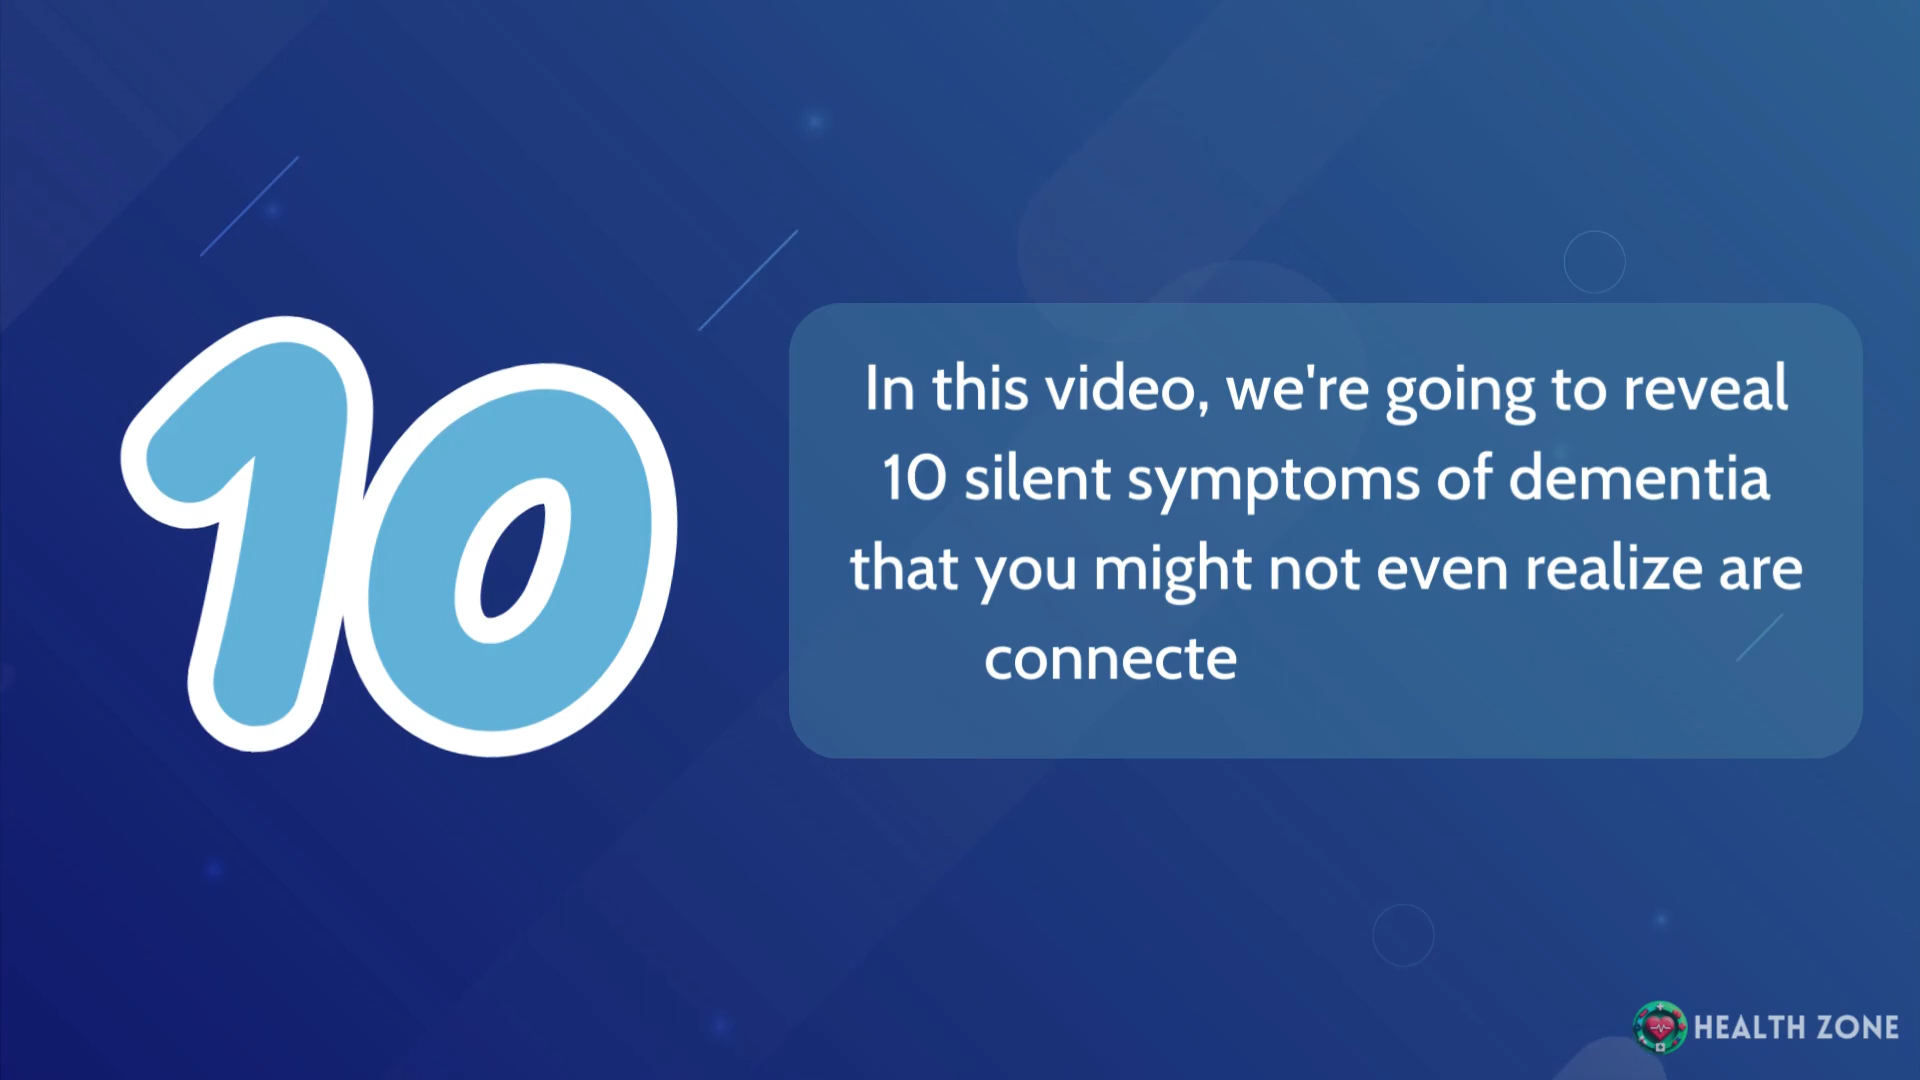 10
In this video, we're going to reveal
10 silent symptoms of dementia
that you might not even realize are
connecte
HEALTH ZONE